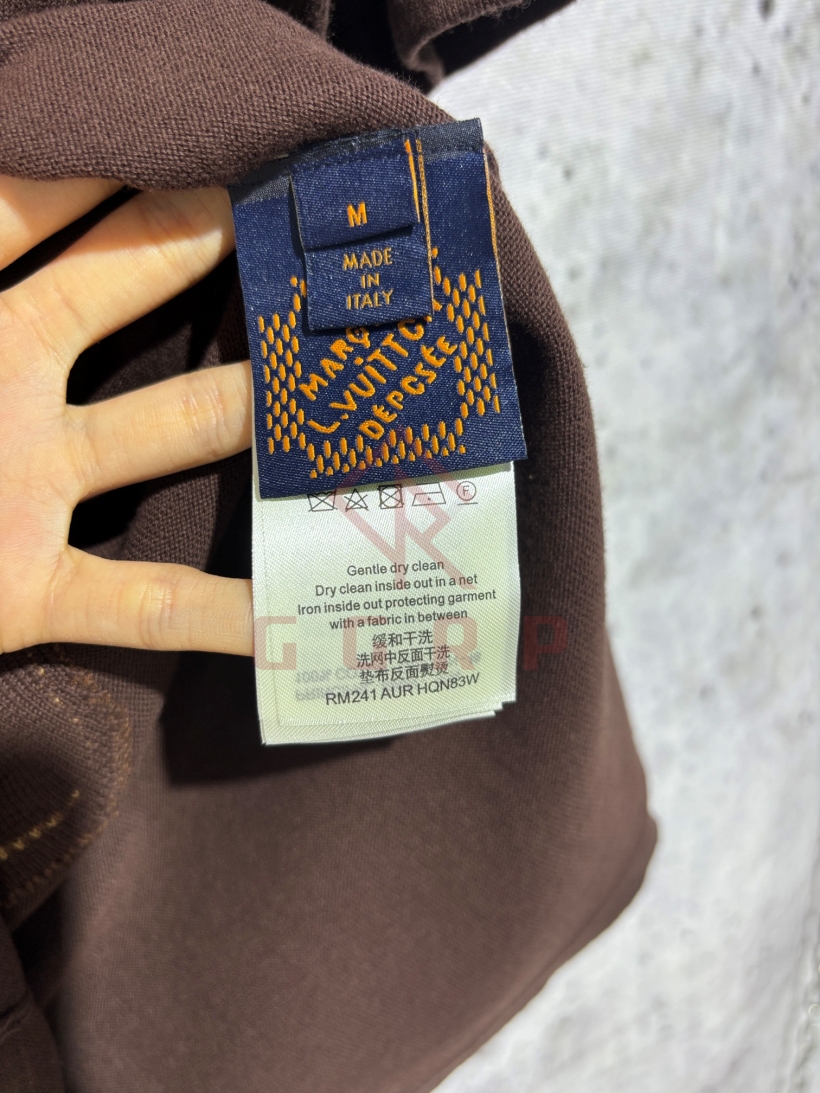 M
MADE
IN
ITALY
L.VUITTON
DÉPOSÉE
F
Gentle dry clean
Dry clean inside out in a net
Iron inside out protecting garment
with a fabric in between
缓和干洗
洗网中反面干洗
垫布反面熨烫
RM241 AUR HQN83W